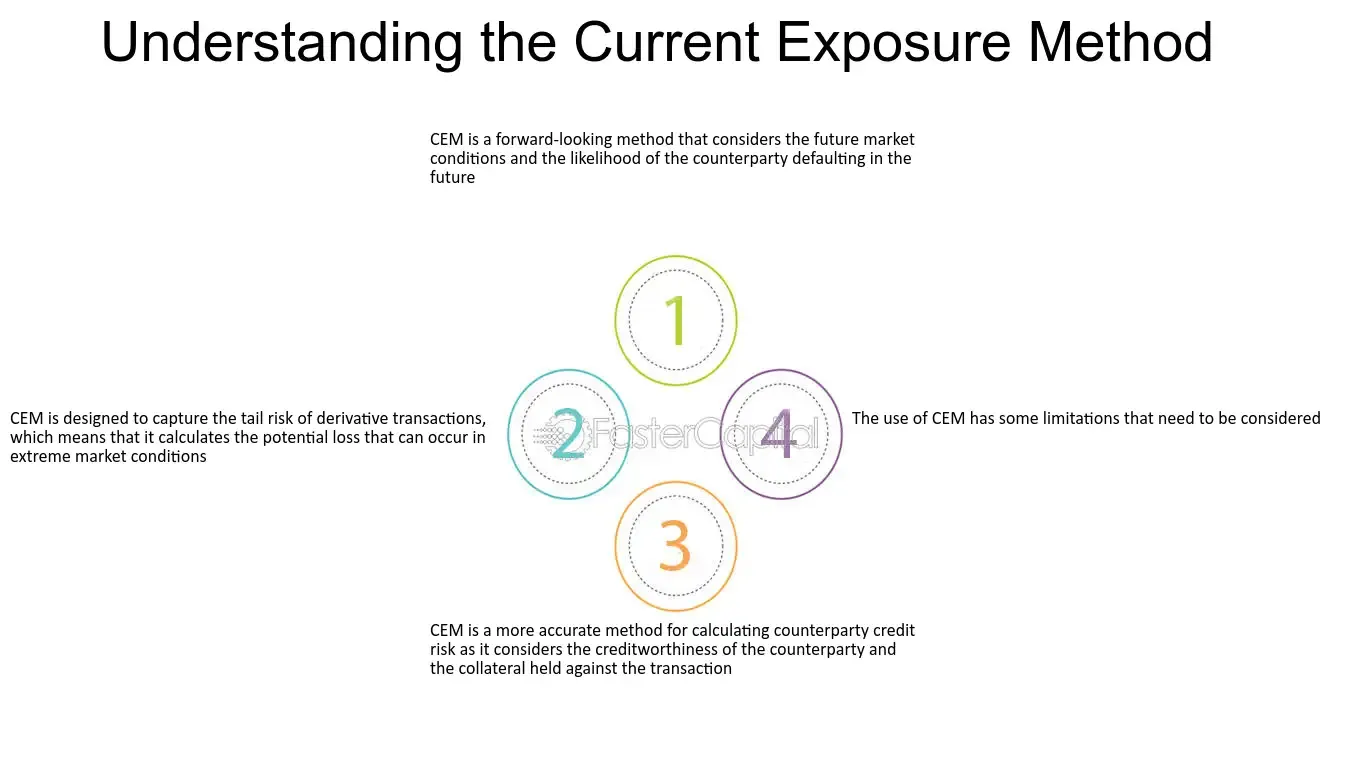 Understanding the Current Exposure Method
CEM is a forward-looking method that considers the future market
conditions and the likelihood of the counterparty defaulting in the
future
1
CEM is designed to capture the tail risk of derivative transactions,
which means that it calculates the potential loss that can occur in
extreme market conditions
2
FasterCapital
4
The use of CEM has some limitations that need to be considered
3
CEM is a more accurate method for calculating counterparty credit
risk as it considers the creditworthiness of the counterparty and
the collateral held against the transaction